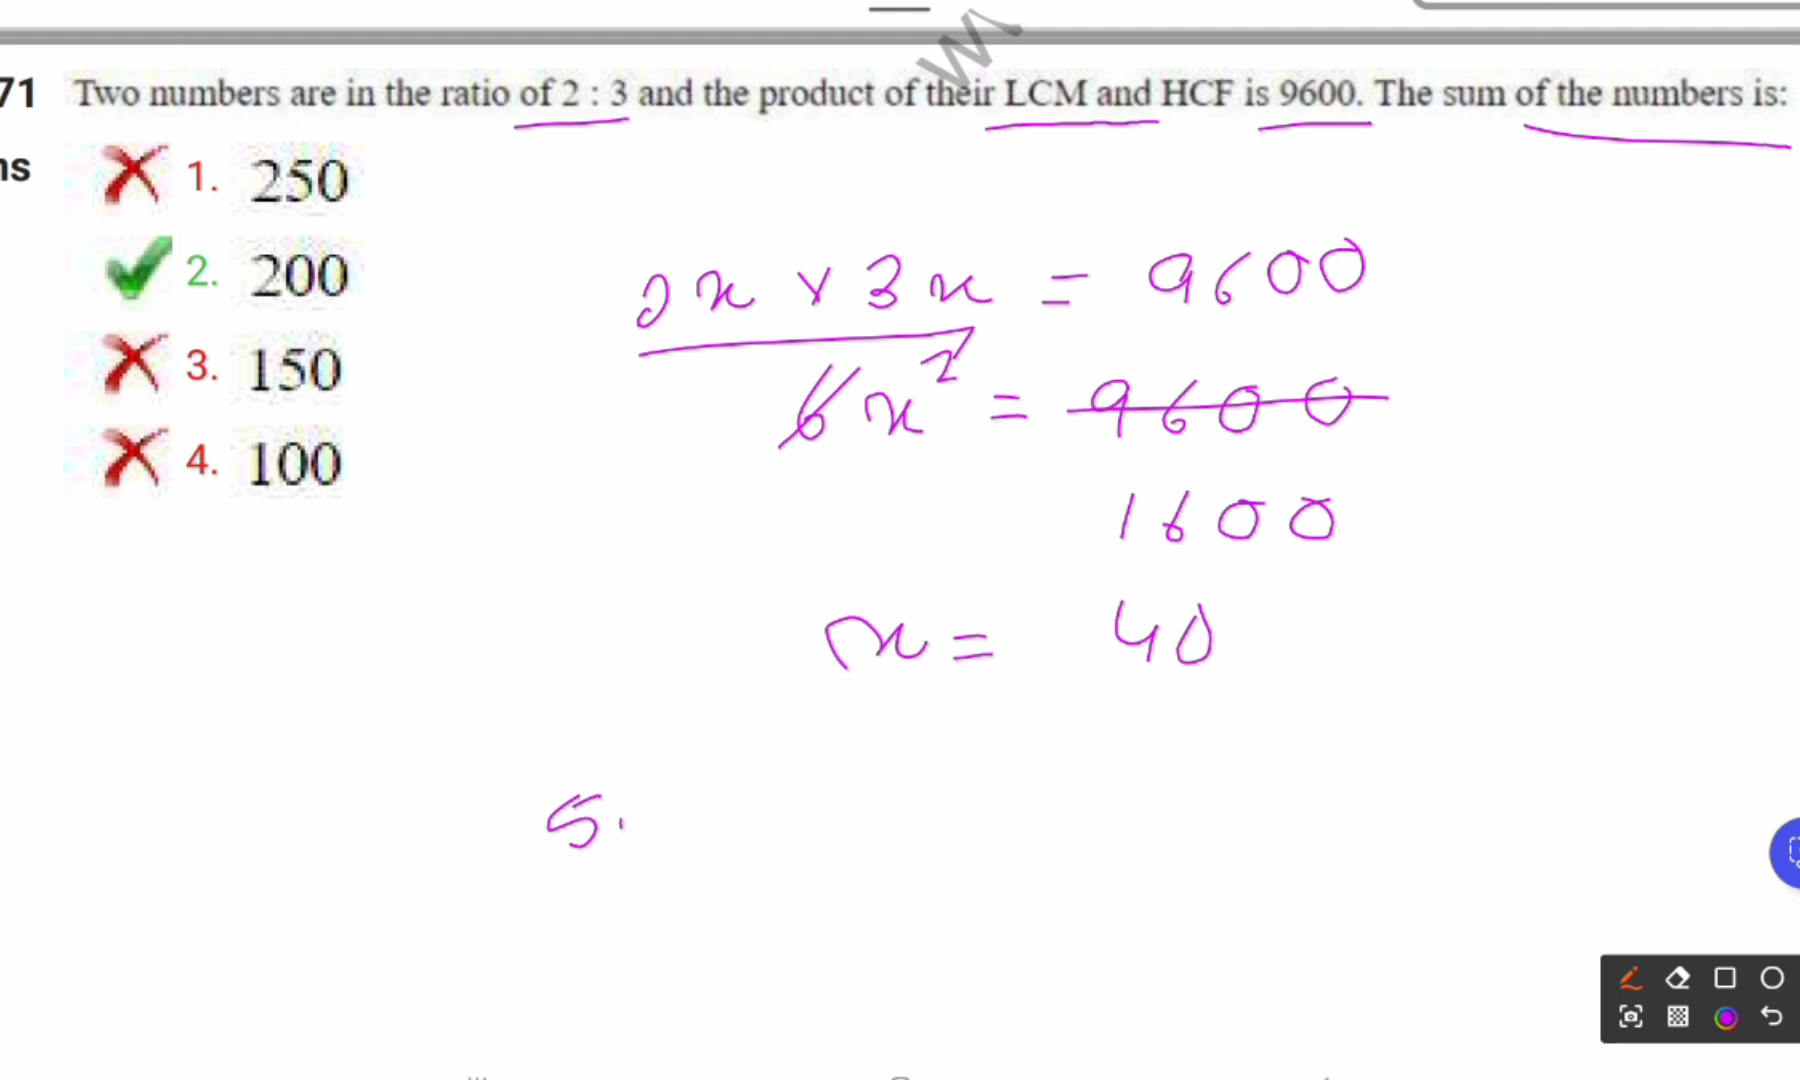 71 Two numbers are in the ratio of 2 : 3 and the product of their LCM and HCF is 9600. The sum of the numbers is:
ns
1. 250
2. 200
3. 150
4. 100
2x × 3x = 9600
6x² = 9600
1600
x = 40
5.
W